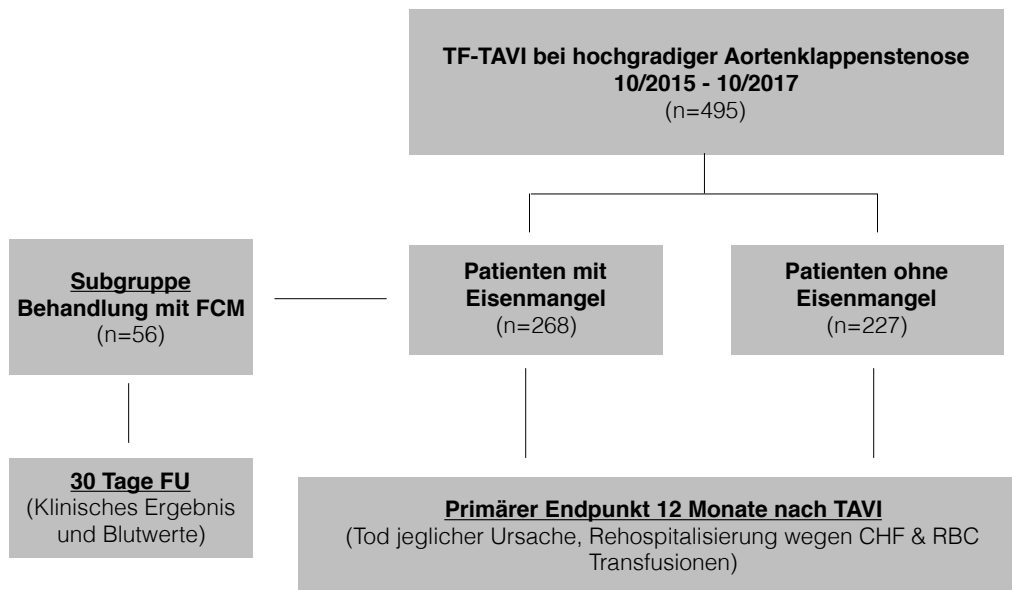 TF-TAVI bei hochgradiger Aortenklappenstenose
10/2015 - 10/2017
(n=495)
Subgruppe
Behandlung mit FCM
(n=56)
Patienten mit
Eisenmangel
(n=268)
Patienten ohne
Eisenmangel
(n=227)
30 Tage FU
(Klinisches Ergebnis
und Blutwerte)
Primärer Endpunkt 12 Monate nach TAVI
(Tod jeglicher Ursache, Rehospitalisierung wegen CHF & RBC
Transfusionen)